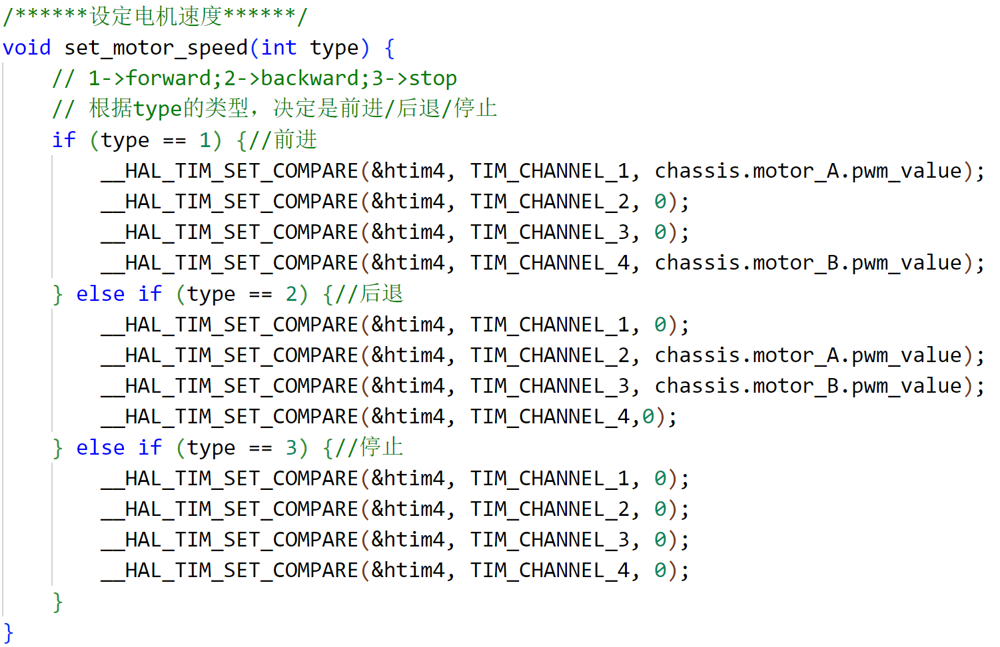 /******设定电机速度******/
void set_motor_speed(int type) {
    // 1->forward;2->backward;3->stop
    // 根据type的类型，决定是前进/后退/停止
    if (type == 1) {//前进
        __HAL_TIM_SET_COMPARE(&htim4, TIM_CHANNEL_1, chassis.motor_A.pwm_value);
        __HAL_TIM_SET_COMPARE(&htim4, TIM_CHANNEL_2, 0);
        __HAL_TIM_SET_COMPARE(&htim4, TIM_CHANNEL_3, 0);
        __HAL_TIM_SET_COMPARE(&htim4, TIM_CHANNEL_4, chassis.motor_B.pwm_value);
    } else if (type == 2) {//后退
        __HAL_TIM_SET_COMPARE(&htim4, TIM_CHANNEL_1, 0);
        __HAL_TIM_SET_COMPARE(&htim4, TIM_CHANNEL_2, chassis.motor_A.pwm_value);
        __HAL_TIM_SET_COMPARE(&htim4, TIM_CHANNEL_3, chassis.motor_B.pwm_value);
        __HAL_TIM_SET_COMPARE(&htim4, TIM_CHANNEL_4,0);
    } else if (type == 3) {//停止
        __HAL_TIM_SET_COMPARE(&htim4, TIM_CHANNEL_1, 0);
        __HAL_TIM_SET_COMPARE(&htim4, TIM_CHANNEL_2, 0);
        __HAL_TIM_SET_COMPARE(&htim4, TIM_CHANNEL_3, 0);
        __HAL_TIM_SET_COMPARE(&htim4, TIM_CHANNEL_4, 0);
    }
}